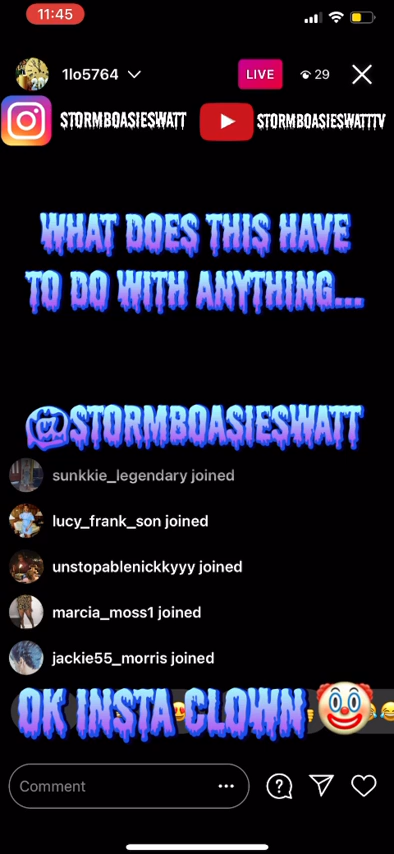 11:45
1lo5764
LIVE
29
STORMBOASIESWATT
STORMBOASIESWATTTV
WHAT DOES THIS HAVE
TO DO WITH ANYTHING...
@STORMBOASIESWATT
sunkkie_legendary joined
lucy_frank_son joined
unstopablenickkyyy joined
marcia_moss1 joined
jackie55_morris joined
OK INSTA CLOWN
Comment